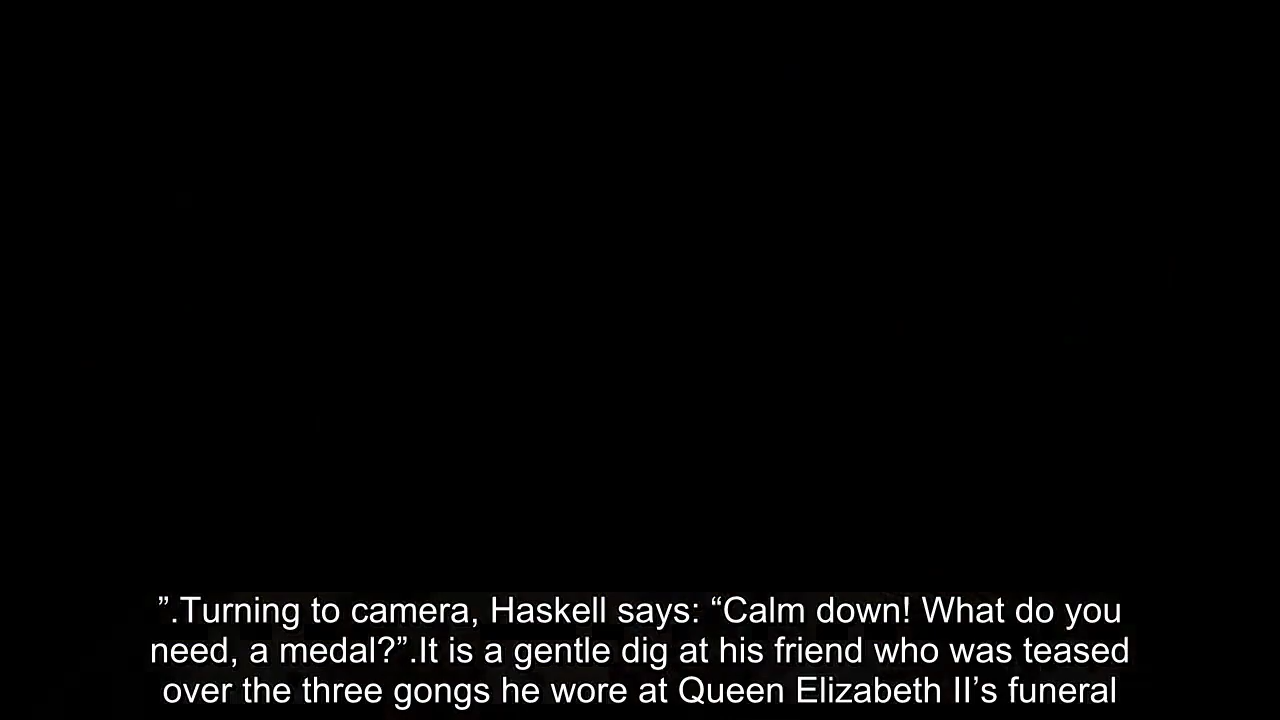 ”.Turning to camera, Haskell says: “Calm down! What do you
need, a medal?”.It is a gentle dig at his friend who was teased
over the three gongs he wore at Queen Elizabeth II’s funeral